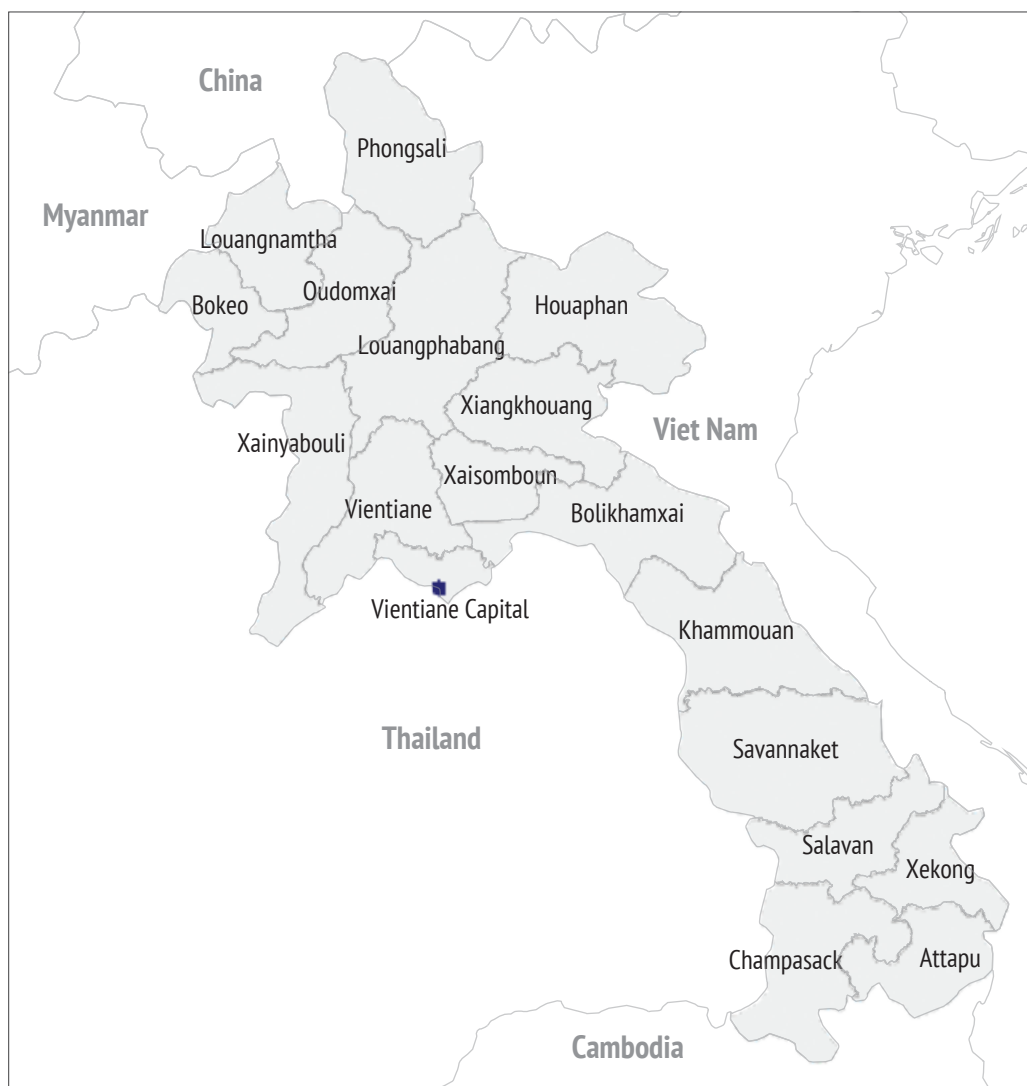 China
Phongsali
Myanmar
Louangnamtha
Oudomxai
Bokeo
Houaphan
Louangphabang
Xiangkhouang
Viet Nam
Xainyabouli
Xaisomboun
Vientiane
Bolikhamxai
Vientiane Capital
Khammouan
Thailand
Savannaket
Salavan
Xekong
Champasack
Attapu
Cambodia